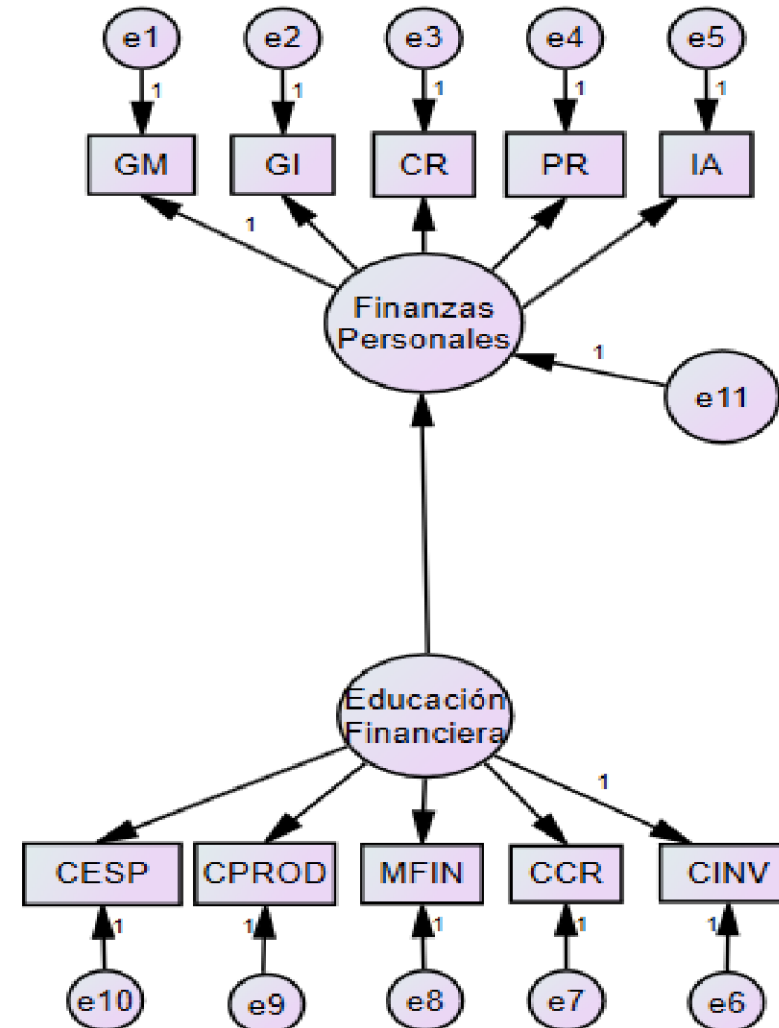 e1 e2 e3 e4 e5
1 1 1 1 1
GM GI CR PR IA
1
Finanzas
Personales
1
e11
Educación
Financiera
1
CESP CPROD MFIN CCR CINV
1 1 1 1 1
e10 e9 e8 e7 e6